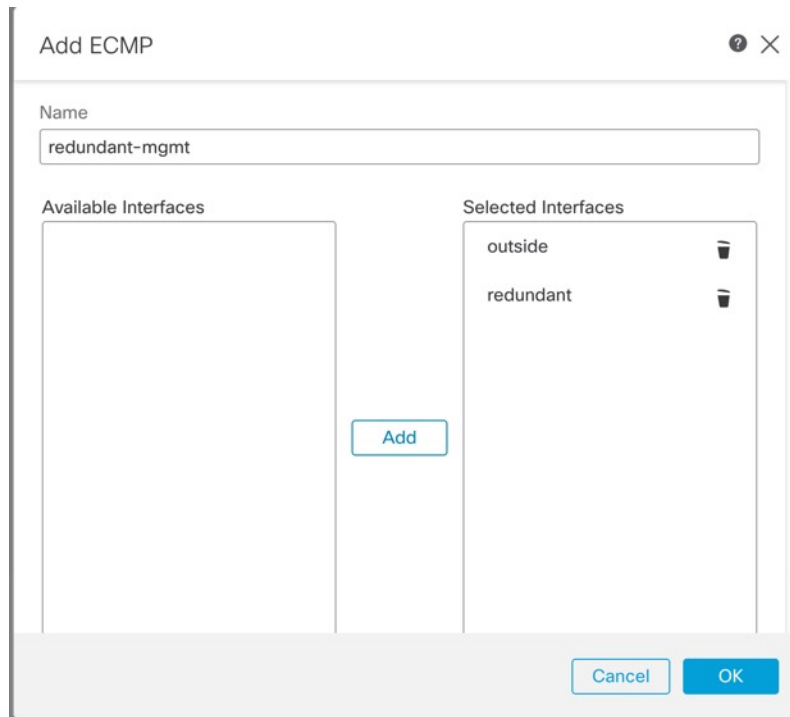 Add ECMP
Name
redundant-mgmt
Available Interfaces
Selected Interfaces
outside
redundant
Add
Cancel
OK